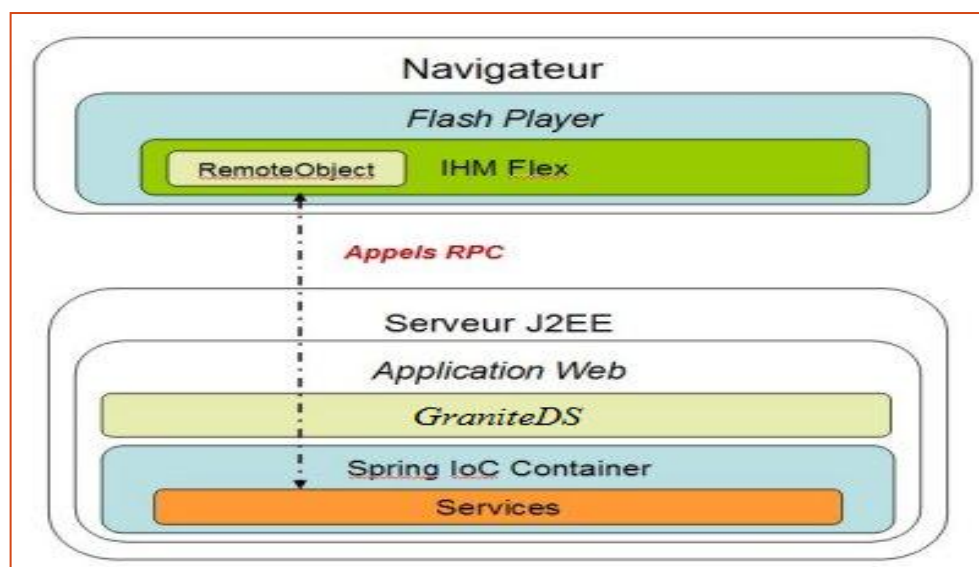 Navigateur
Flash Player
RemoteObject IHM Flex
Appels RPC
Serveur J2EE
Application Web
GraniteDS
Spring IoC Container
Services